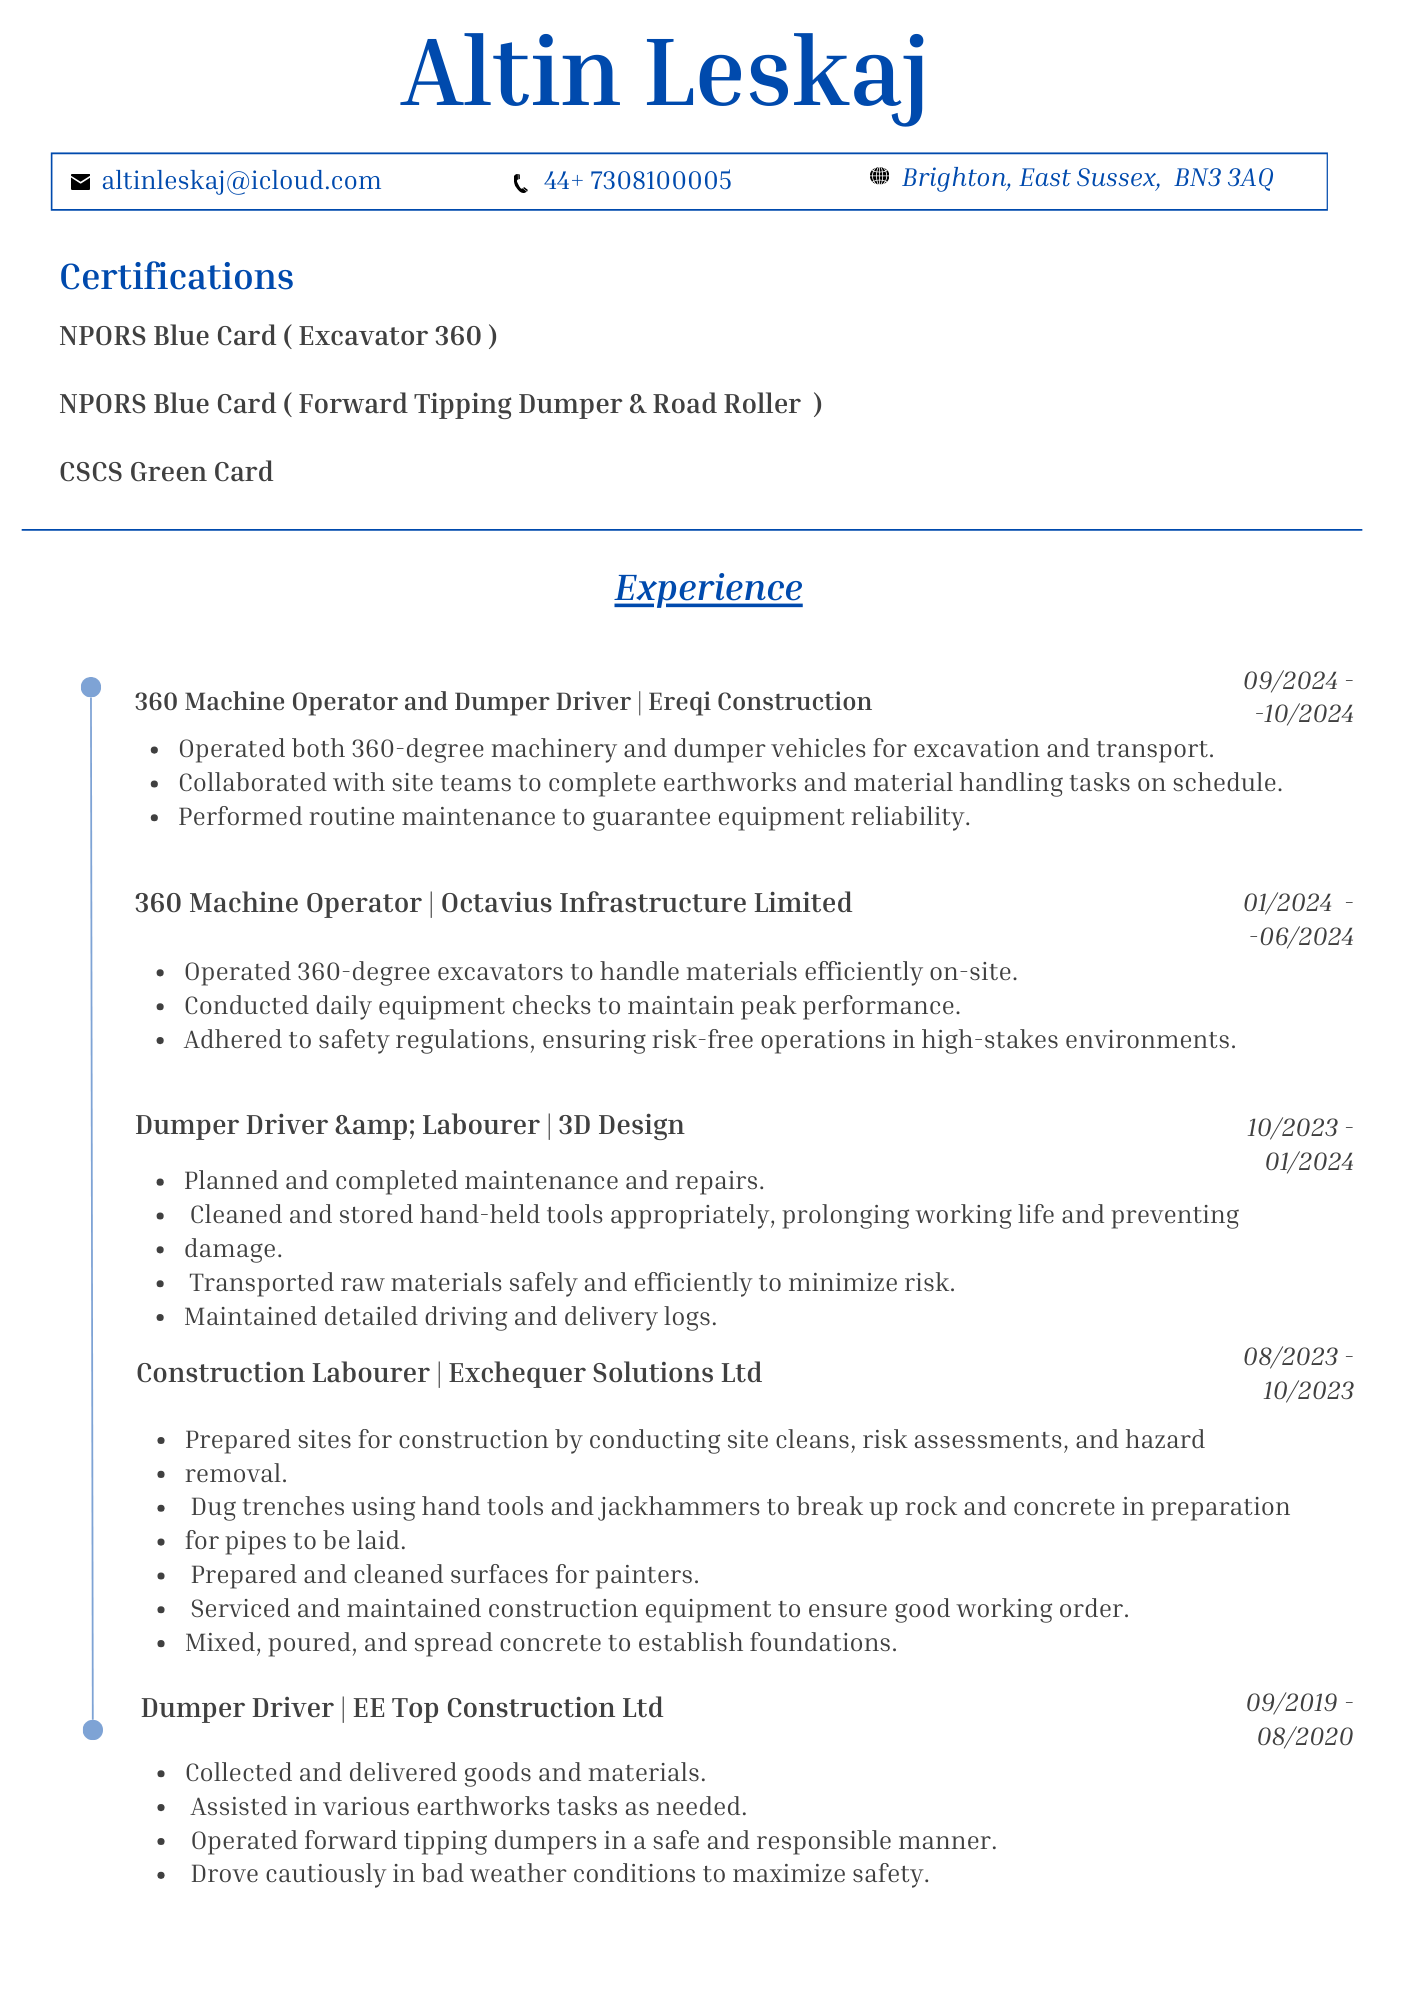 Altin Leskaj
altinleskaj@icloud.com 44+ 7308100005 Brighton, East Sussex, BN3 3AQ
Certifications
NPORS Blue Card ( Excavator 360 )
NPORS Blue Card ( Forward Tipping Dumper & Road Roller )
CSCS Green Card
Experience
360 Machine Operator and Dumper Driver | Ereqi Construction
09/2024 -
-10/2024
• Operated both 360-degree machinery and dumper vehicles for excavation and transport.
• Collaborated with site teams to complete earthworks and material handling tasks on schedule.
• Performed routine maintenance to guarantee equipment reliability.
360 Machine Operator | Octavius Infrastructure Limited
01/2024 -
-06/2024
• Operated 360-degree excavators to handle materials efficiently on-site.
• Conducted daily equipment checks to maintain peak performance.
• Adhered to safety regulations, ensuring risk-free operations in high-stakes environments.
Dumper Driver &amp; Labourer | 3D Design
10/2023 -
01/2024
• Planned and completed maintenance and repairs.
• Cleaned and stored hand-held tools appropriately, prolonging working life and preventing
• damage.
• Transported raw materials safely and efficiently to minimize risk.
• Maintained detailed driving and delivery logs.
Construction Labourer | Exchequer Solutions Ltd
08/2023 -
10/2023
• Prepared sites for construction by conducting site cleans, risk assessments, and hazard
• removal.
• Dug trenches using hand tools and jackhammers to break up rock and concrete in preparation
• for pipes to be laid.
• Prepared and cleaned surfaces for painters.
• Serviced and maintained construction equipment to ensure good working order.
• Mixed, poured, and spread concrete to establish foundations.
Dumper Driver | EE Top Construction Ltd
09/2019 -
08/2020
• Collected and delivered goods and materials.
• Assisted in various earthworks tasks as needed.
• Operated forward tipping dumpers in a safe and responsible manner.
• Drove cautiously in bad weather conditions to maximize safety.